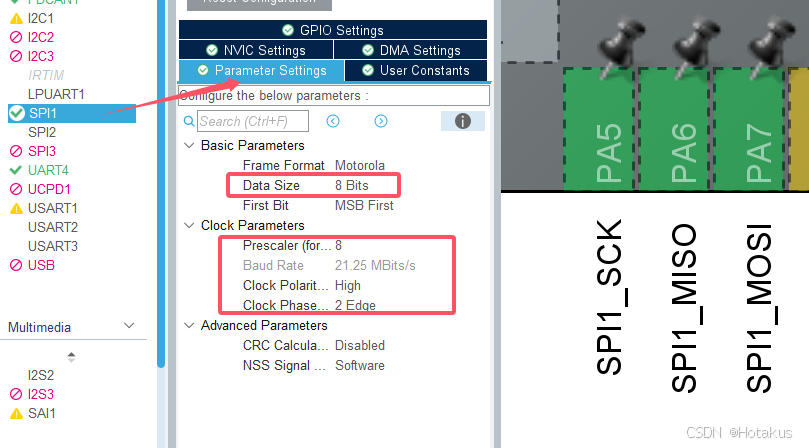 Reset Configuration
FDCAN1
I2C1
I2C2
I2C3
IRTIM
LPUART1
SPI1
SPI2
SPI3
UART4
UCPD1
USART1
USART2
USART3
USB
Multimedia
I2S2
I2S3
SAI1
GPIO Settings
NVIC Settings
DMA Settings
Parameter Settings
User Constants
Configure the below parameters :
Search (Ctrl+F)
Basic Parameters
Frame Format Motorola
Data Size 8 Bits
First Bit MSB First
Clock Parameters
Prescaler (for... 8
Baud Rate 21.25 MBits/s
Clock Polarit... High
Clock Phase... 2 Edge
Advanced Parameters
CRC Calcula... Disabled
NSS Signal ... Software
PA5
PA6
PA7
SPI1_SCK
SPI1_MISO
SPI1_MOSI
CSDN @Hotakus